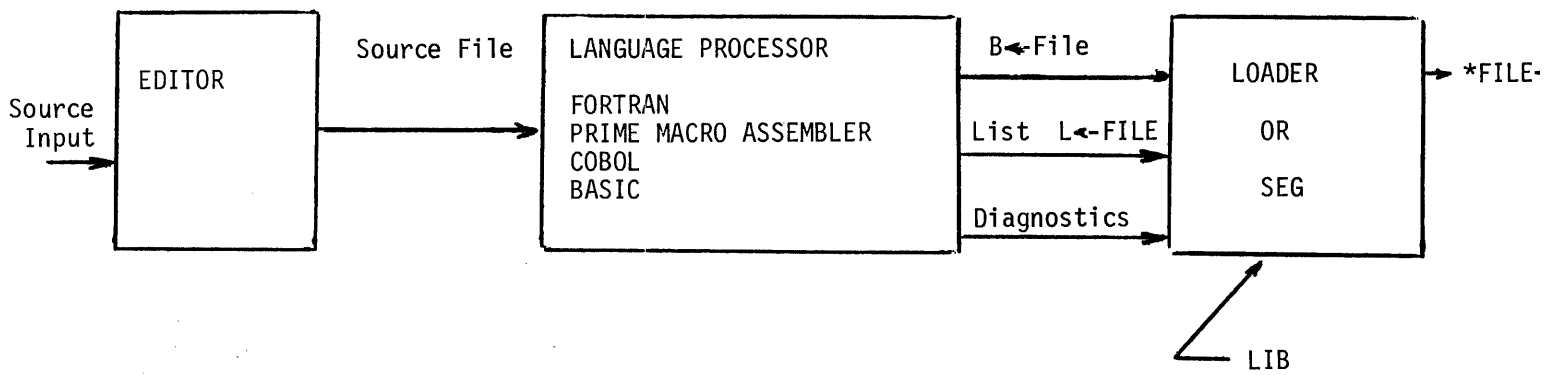 Source
Input
EDITOR
Source File
LANGUAGE PROCESSOR
FORTRAN
PRIME MACRO ASSEMBLER
COBOL
BASIC
B←File
List L←FILE
Diagnostics
LOADER
OR
SEG
*FILE-
LIB